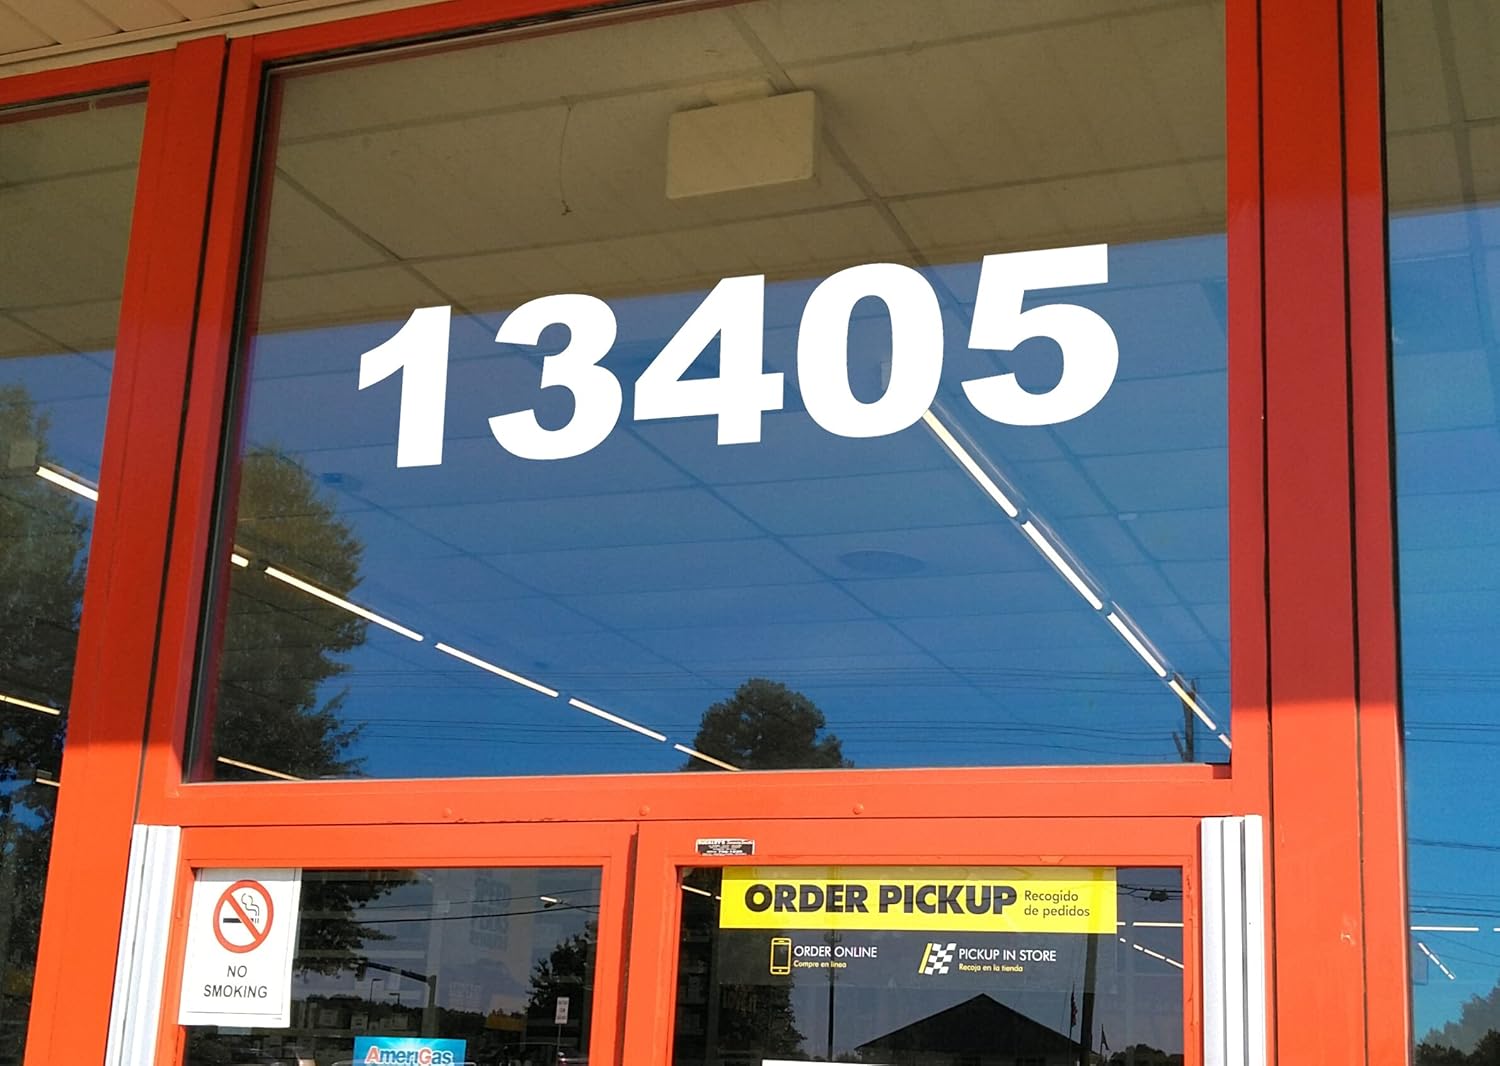 13405
ORDER PICKUP
Recogido
de pedidos
ORDER ONLINE
Compre en línea
PICKUP IN STORE
Recoja en la tienda
NO
SMOKING
AmeriGas